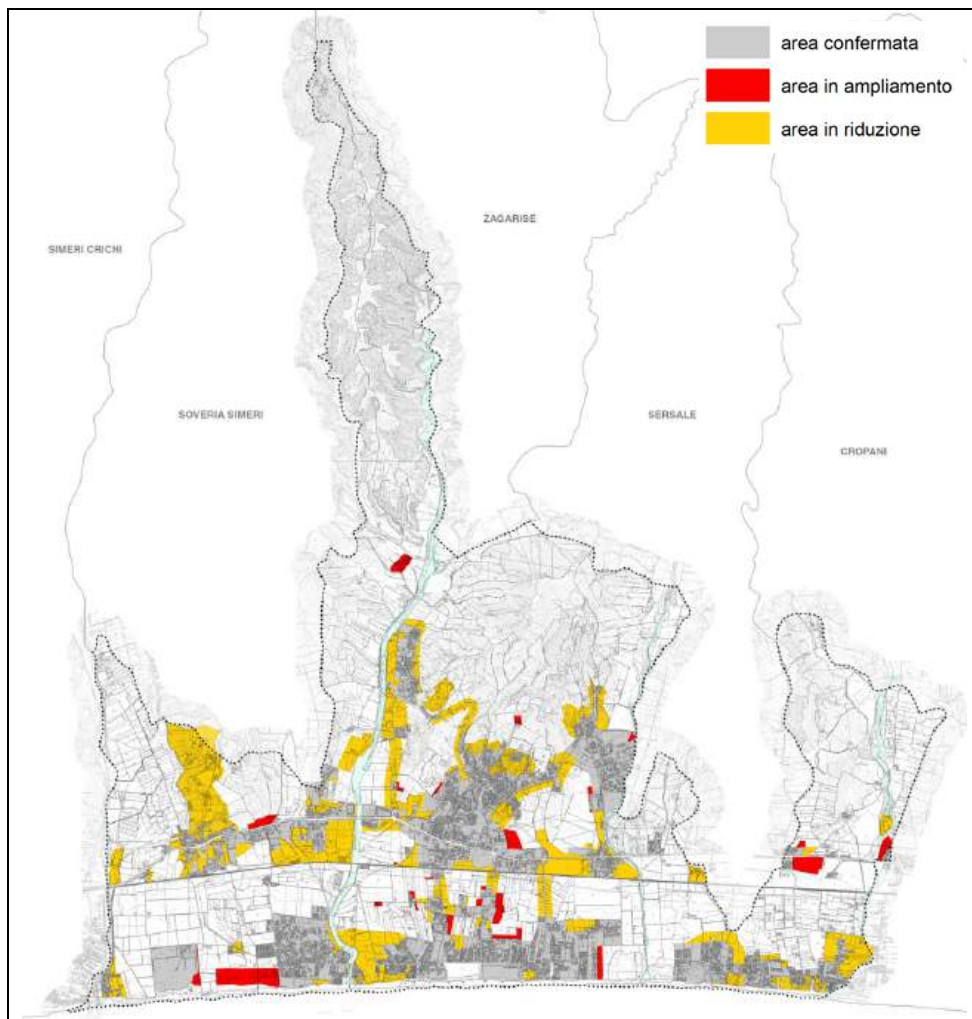 area confermata
area in ampliamento
area in riduzione
ZAGARISE
SIMERI CRICHI
SOVERIA SIMERI
SERSALE
CROPANI